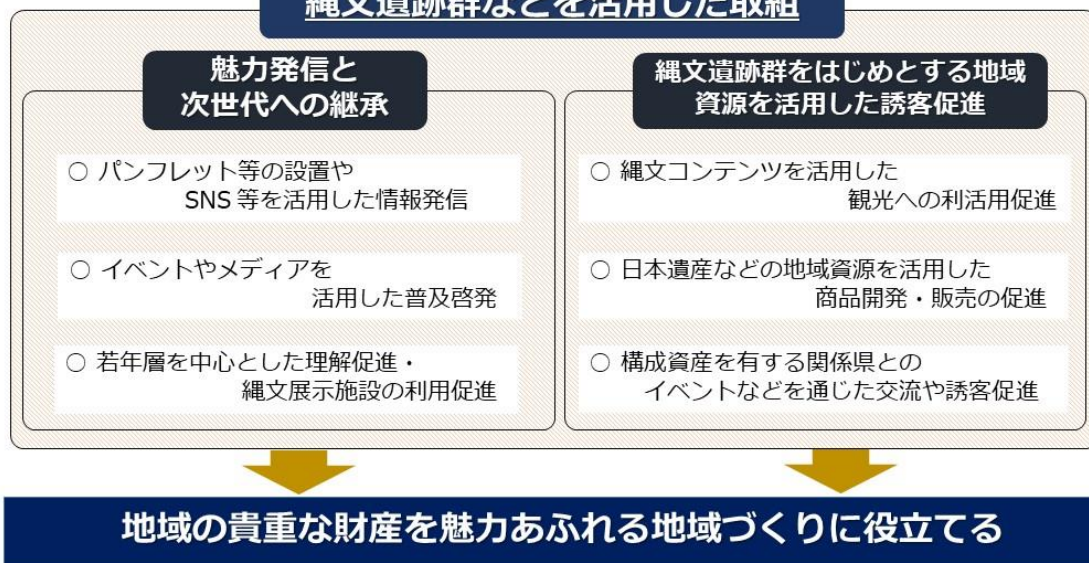 縄文遺跡群などを活用した取組
魅力発信と
次世代への継承
○ パンフレット等の設置や
SNS 等を活用した情報発信
○ イベントやメディアを
活用した普及啓発
○ 若年層を中心とした理解促進・
縄文展示施設の利用促進
縄文遺跡群をはじめとする地域
資源を活用した誘客促進
○ 縄文コンテンツを活用した
観光への利活用促進
○ 日本遺産などの地域資源を活用した
商品開発・販売の促進
○ 構成資産を有する関係県との
イベントなどを通じた交流や誘客促進
地域の貴重な財産を魅力あふれる地域づくりに役立てる